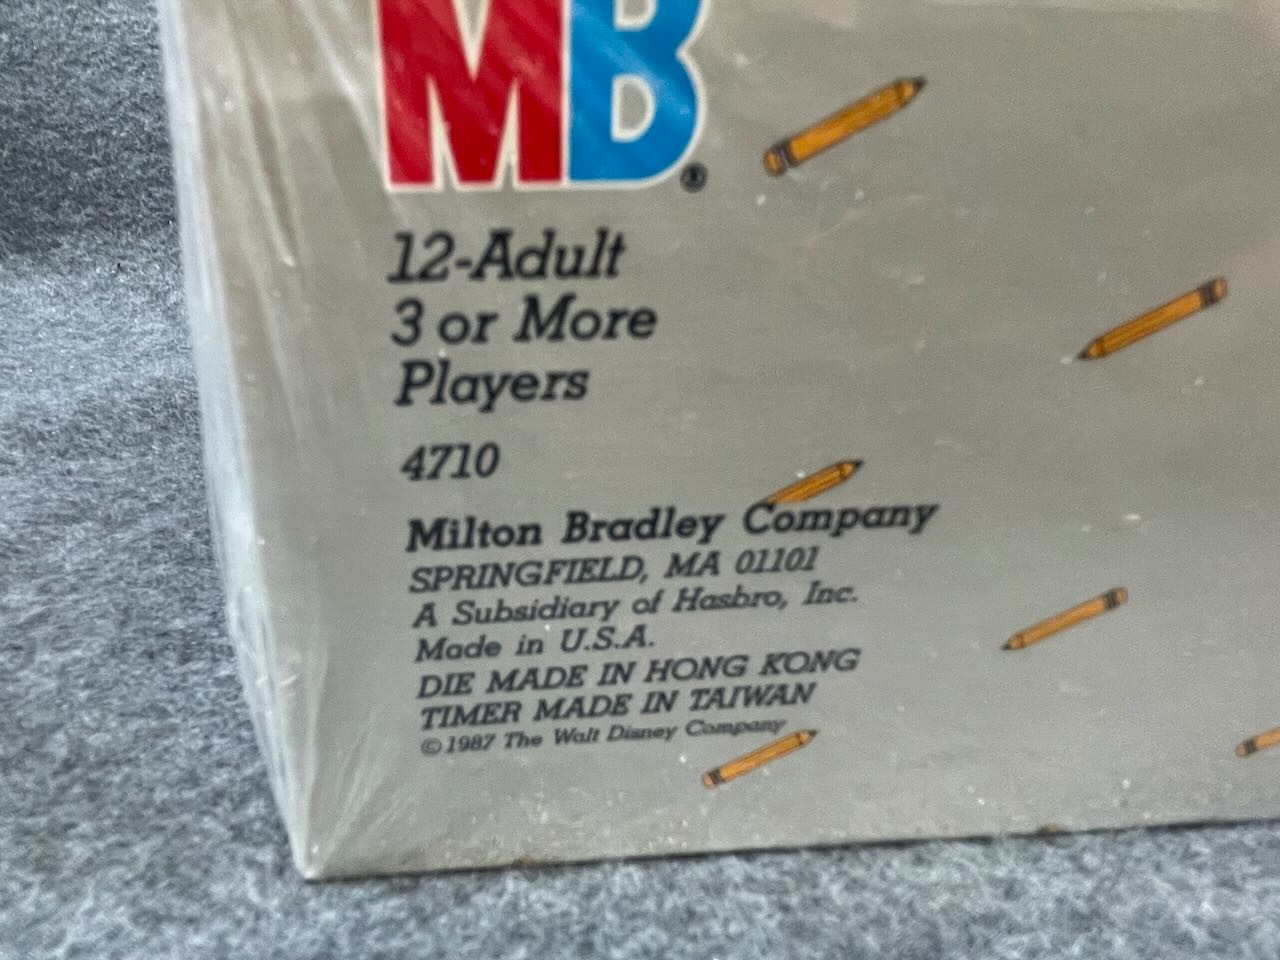 MB®
12-Adult
3 or More
Players
4710
Milton Bradley Company
SPRINGFIELD, MA 01101
A Subsidiary of Hasbro, Inc.
Made in U.S.A.
DIE MADE IN HONG KONG
TIMER MADE IN TAIWAN
©1987 The Walt Disney Company